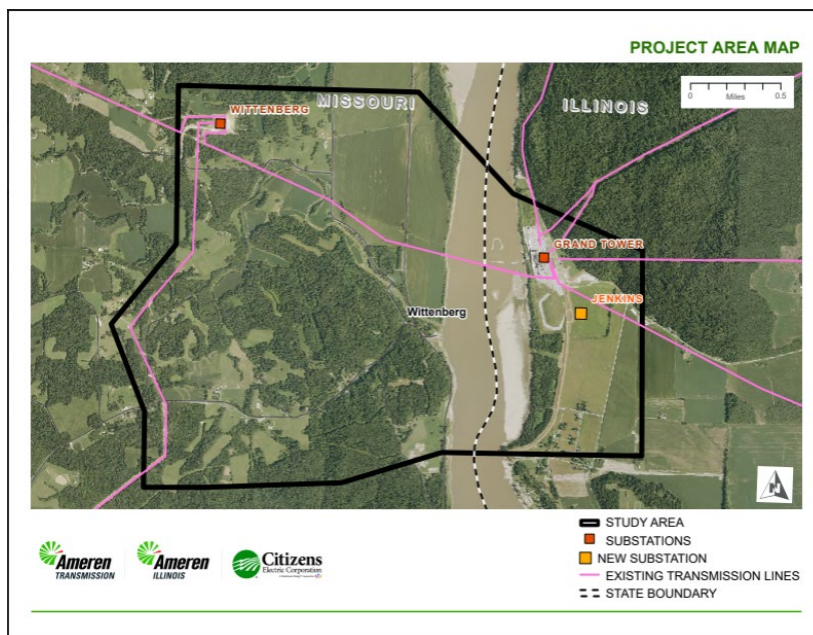 PROJECT AREA MAP
MISSOURI
ILLINOIS
0 0.5
Miles
WITTENBERG
GRAND TOWER
JENKINS
Wittenberg
N
Ameren
TRANSMISSION
Ameren
ILLINOIS
Citizens
Electric Corporation
STUDY AREA
SUBSTATIONS
NEW SUBSTATION
EXISTING TRANSMISSION LINES
STATE BOUNDARY